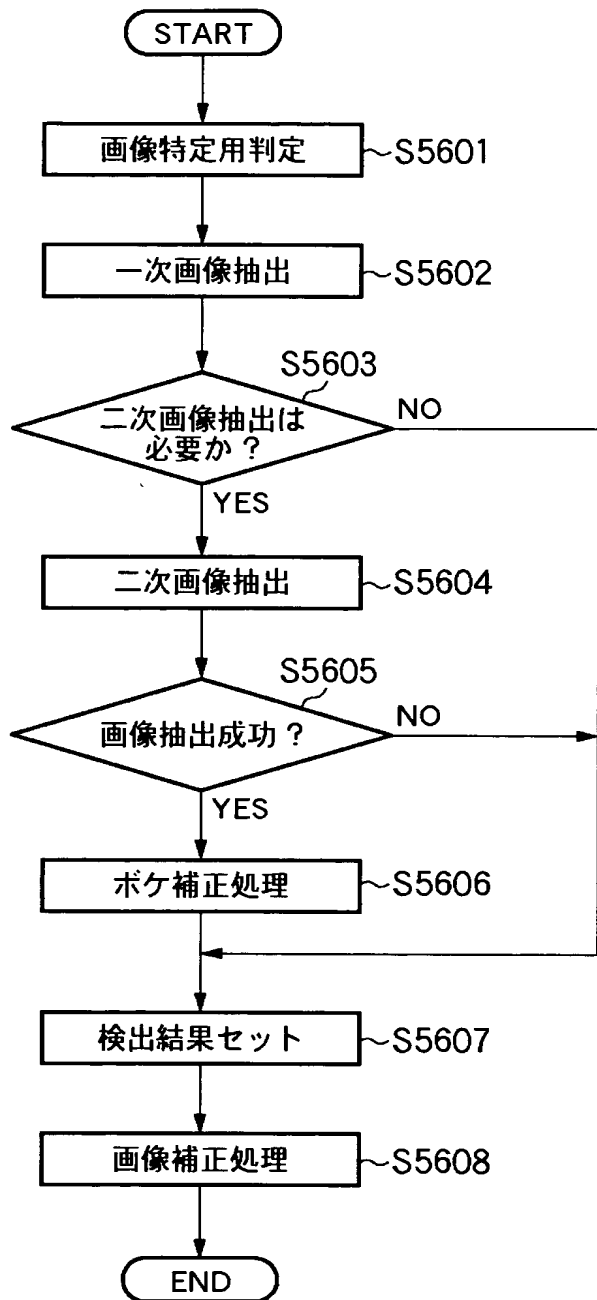 START
画像特定用判定
S5601
一次画像抽出
S5602
S5603
二次画像抽出は
必要か？
NO
YES
二次画像抽出
S5604
S5605
画像抽出成功？
NO
YES
ボケ補正処理
S5606
検出結果セット
S5607
画像補正処理
S5608
END